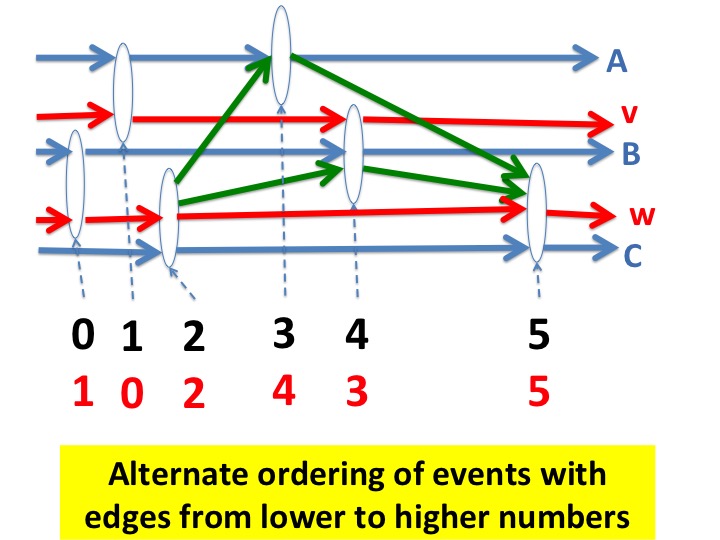 A
v
B
w
C
0 1 2 3 4 5
1 0 2 4 3 5
Alternate ordering of events with
edges from lower to higher numbers